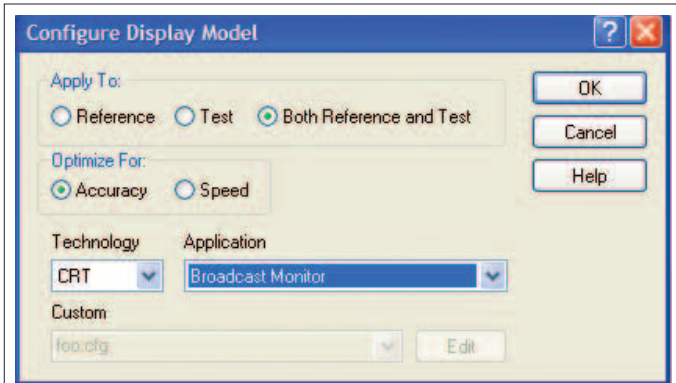 Configure Display Model
?
Apply To:
Reference
Test
Both Reference and Test
OK
Cancel
Help
Optimize For:
Accuracy
Speed
Technology
Application
CRT
Broadcast Monitor
Custom
foo.cfg
Edit